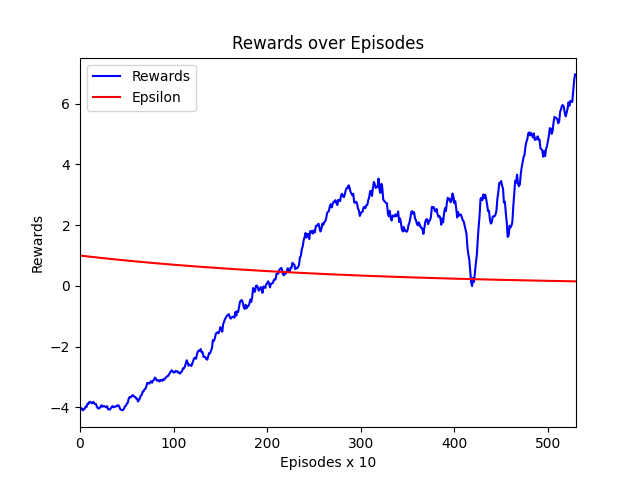 Rewards over Episodes
Rewards
Epsilon
6
4
2
0
−2
−4
Rewards
0 100 200 300 400 500
Episodes x 10